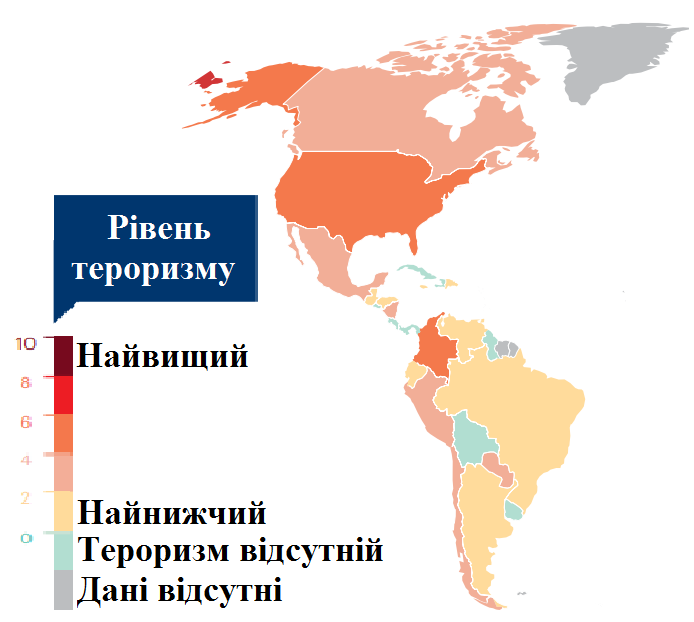 Рівень
тероризму
10
Найвищий
8
6
4
2
Найнижчий
0
Тероризм відсутній
Дані відсутні